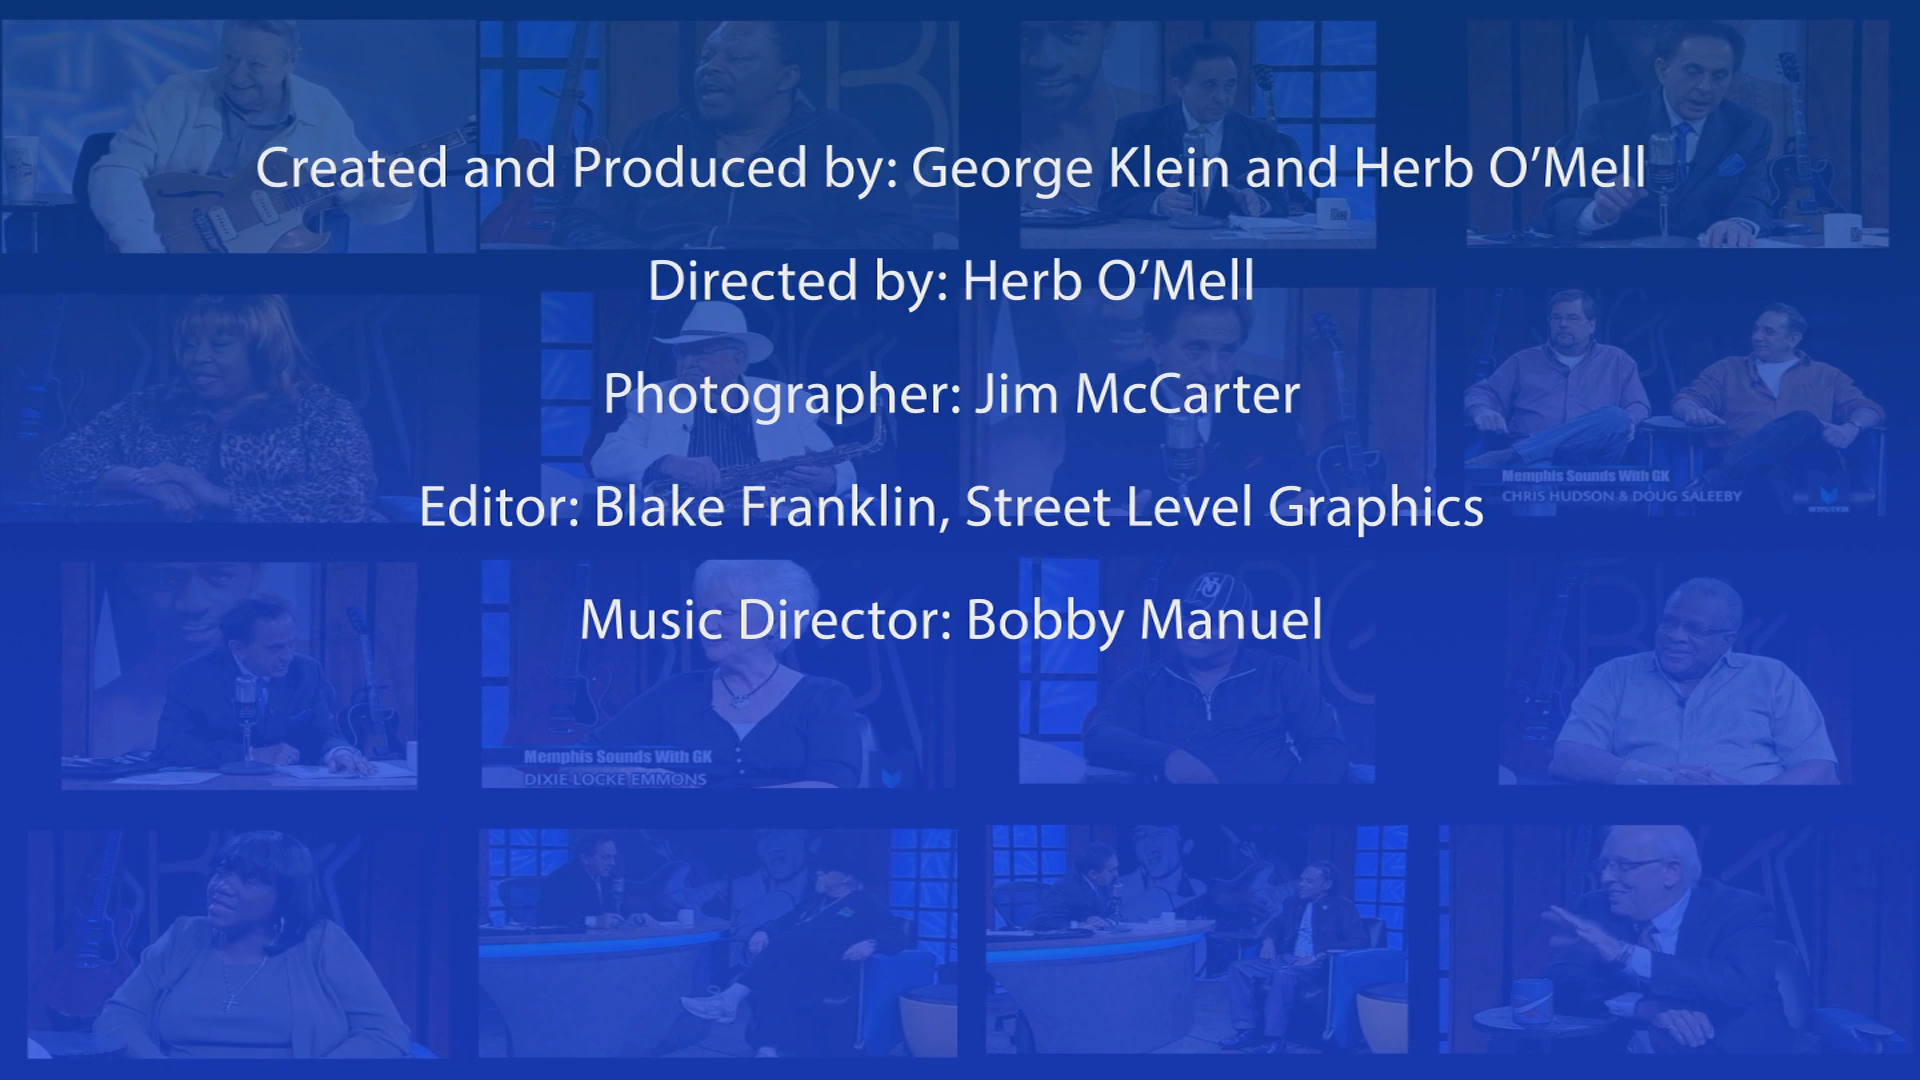 Created and Produced by: George Klein and Herb O’Mell
Directed by: Herb O’Mell
Photographer: Jim McCarter
Memphis Sounds With GK
CHRIS HUDSON & DOUG SALEEBY
Editor: Blake Franklin, Street Level Graphics
Music Director: Bobby Manuel
Memphis Sounds With GK
DIXIE LOCKE EMMONS